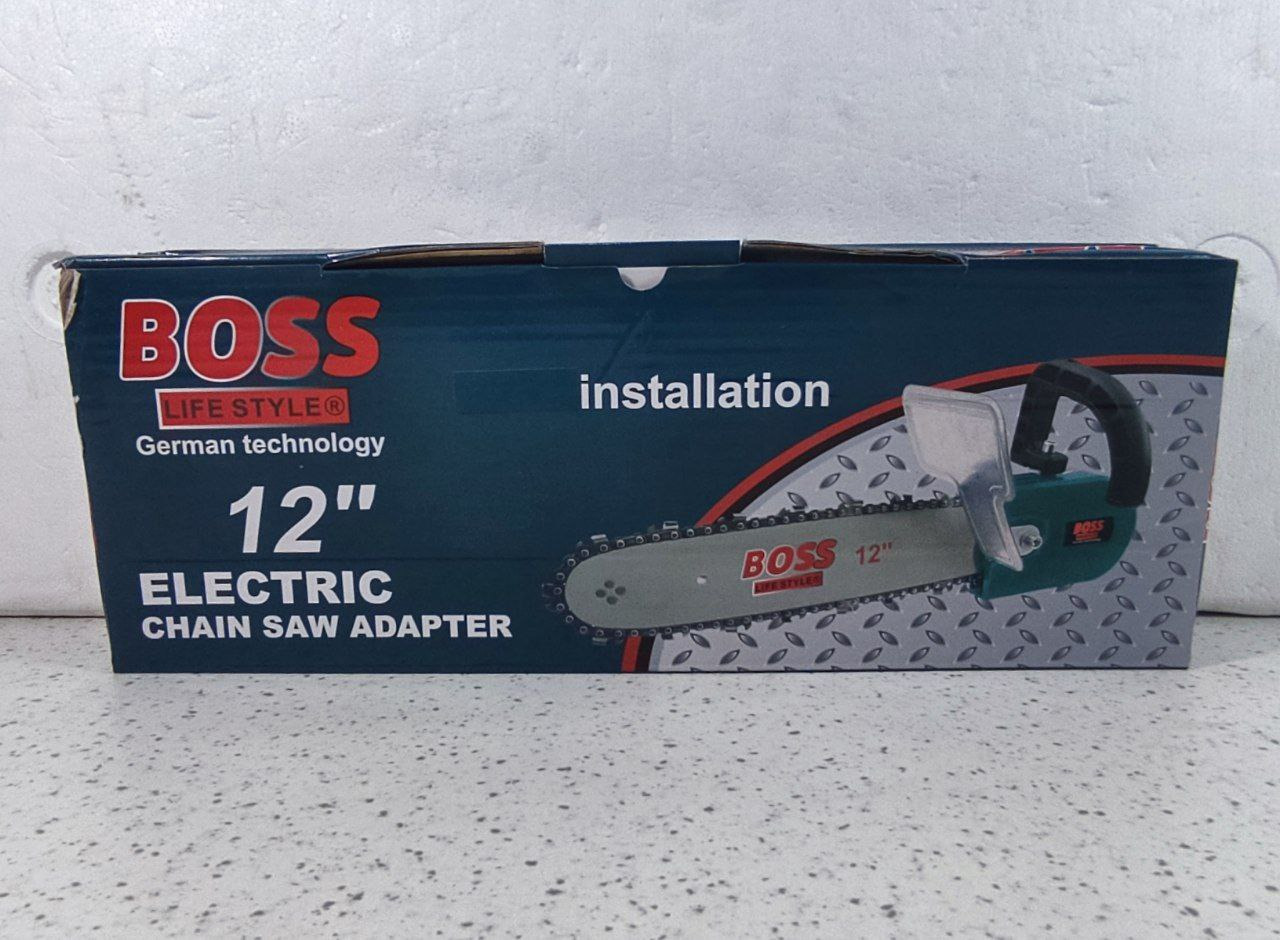 BOSS
LIFE STYLE®
German technology
12"
ELECTRIC
CHAIN SAW ADAPTER
installation
BOSS 12"
LIFE STYLE®
BOSS